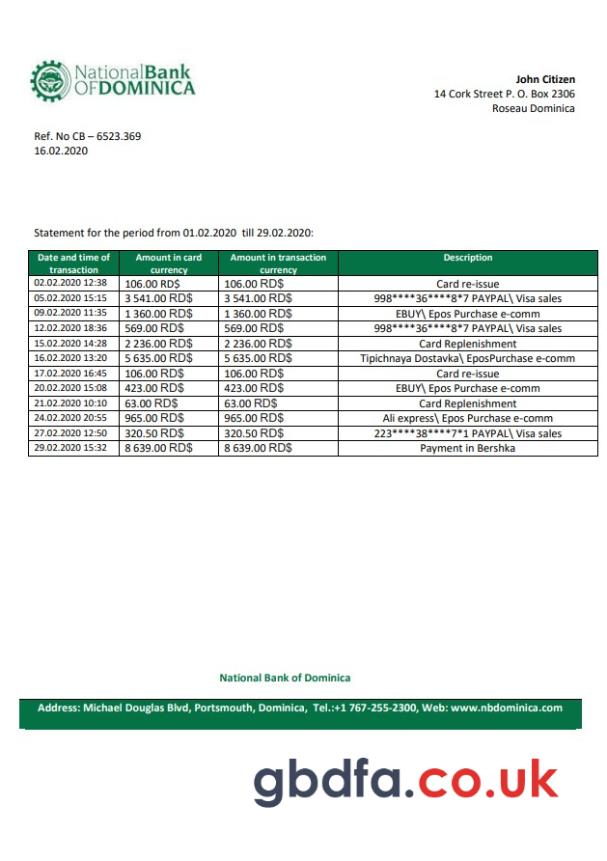 NationalBank
OFDOMINICA
John Citizen
14 Cork Street P. O. Box 2306
Roseau Dominica
Ref. No CB – 6523.369
16.02.2020
Statement for the period from 01.02.2020 till 29.02.2020:
Date and time of transaction Amount in card currency Amount in transaction currency Description
02.02.2020 12:38 106.00 RD$ 106.00 RD$ Card re-issue
05.02.2020 15:15 3 541.00 RD$ 3 541.00 RD$ 998****36****8*7 PAYPAL\ Visa sales
09.02.2020 11:35 1 360.00 RD$ 1 360.00 RD$ EBUY\ Epos Purchase e-comm
12.02.2020 18:36 569.00 RD$ 569.00 RD$ 998****36****8*7 PAYPAL\ Visa sales
15.02.2020 14:28 2 236.00 RD$ 2 236.00 RD$ Card Replenishment
16.02.2020 13:20 5 635.00 RD$ 5 635.00 RD$ Tipichnaya Dostavka\ EposPurchase e-comm
17.02.2020 16:45 106.00 RD$ 106.00 RD$ Card re-issue
20.02.2020 15:08 423.00 RD$ 423.00 RD$ EBUY\ Epos Purchase e-comm
21.02.2020 10:10 63.00 RD$ 63.00 RD$ Card Replenishment
24.02.2020 20:55 965.00 RD$ 965.00 RD$ Ali express\ Epos Purchase e-comm
27.02.2020 12:50 320.50 RD$ 320.50 RD$ 223****38****7*1 PAYPAL\ Visa sales
29.02.2020 15:32 8 639.00 RD$ 8 639.00 RD$ Payment in Bershka
National Bank of Dominica
Address: Michael Douglas Blvd, Portsmouth, Dominica, Tel.:+1 767-255-2300, Web: www.nbdominica.com
gbdfa.co.uk